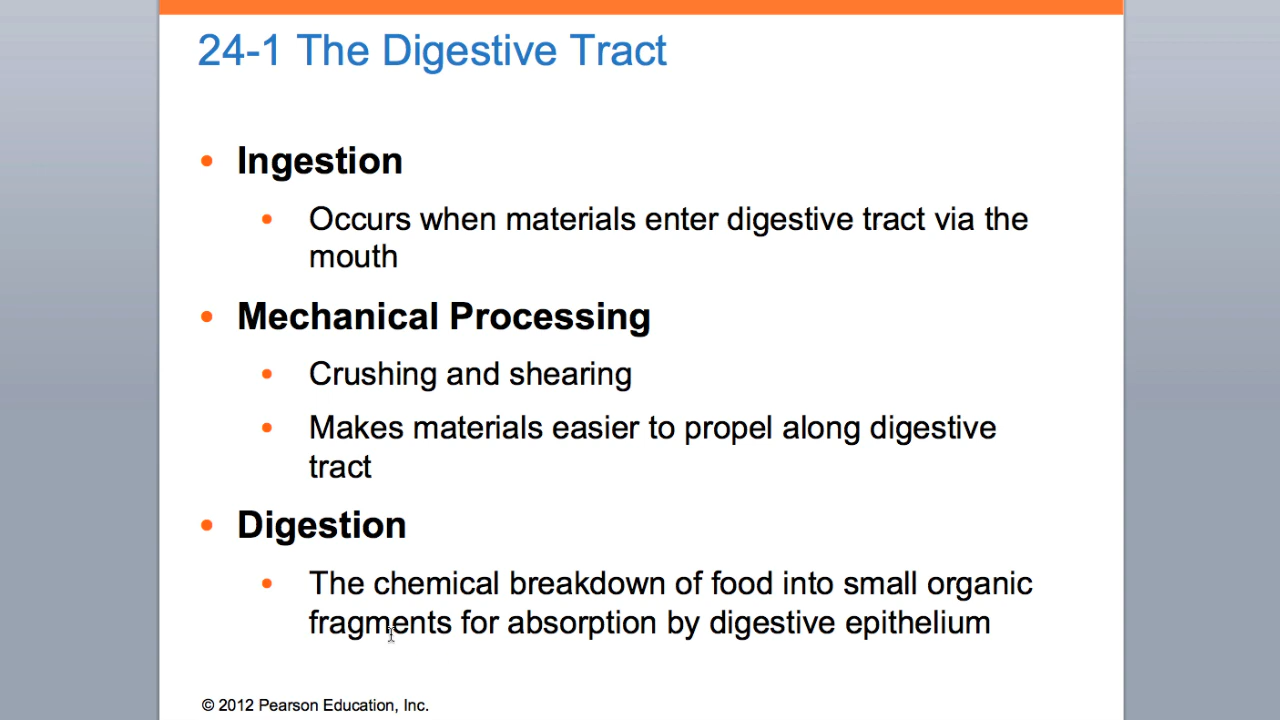 24-1 The Digestive Tract
• Ingestion
• Occurs when materials enter digestive tract via the
mouth
• Mechanical Processing
• Crushing and shearing
• Makes materials easier to propel along digestive
tract
• Digestion
• The chemical breakdown of food into small organic
fragments for absorption by digestive epithelium
© 2012 Pearson Education, Inc.